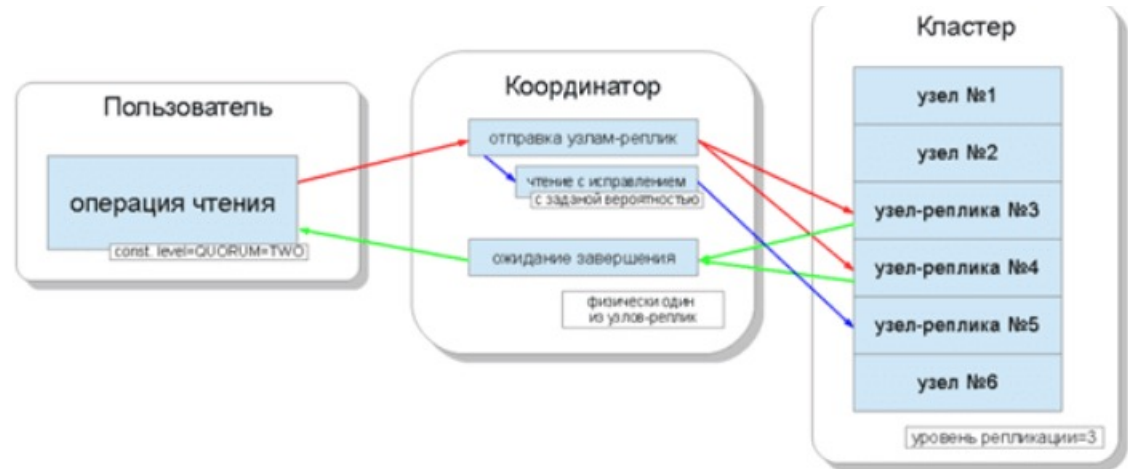 Пользователь
операция чтения
const. level=QUORUM=TWO
Координатор
отправка узлам-реплик
чтение с исправлением
с заданой вероятностью
ожидание завершения
физически один
из узлов-реплик
Кластер
узел №1
узел №2
узел-реплика №3
узел-реплика №4
узел-реплика №5
узел №6
уровень репликации=3